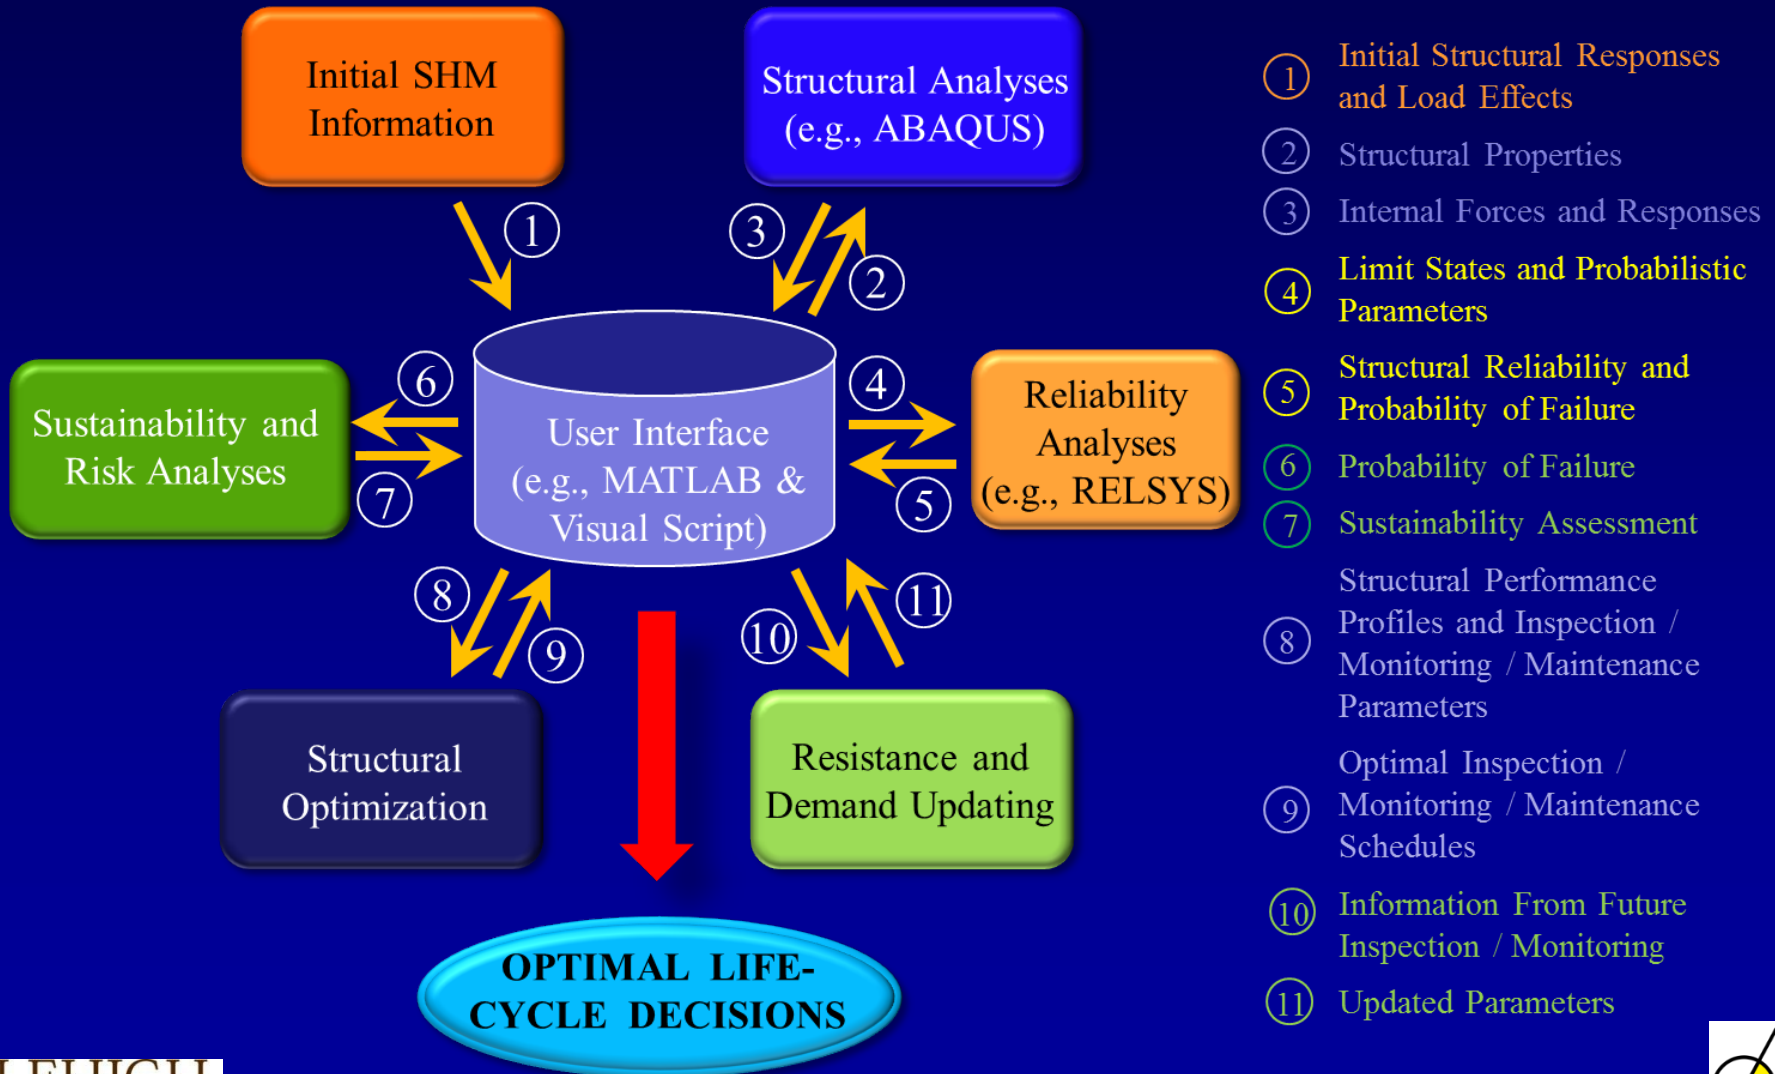 Initial SHM
Information
Structural Analyses
(e.g., ABAQUS)
1
3
2
Sustainability and
Risk Analyses
6
7
User Interface
(e.g., MATLAB &
Visual Script)
4
5
Reliability
Analyses
(e.g., RELSYS)
8
9
10
11
Structural
Optimization
Resistance and
Demand Updating
OPTIMAL LIFE-
CYCLE DECISIONS
1 Initial Structural Responses
and Load Effects
2 Structural Properties
3 Internal Forces and Responses
4 Limit States and Probabilistic
Parameters
5 Structural Reliability and
Probability of Failure
6 Probability of Failure
7 Sustainability Assessment
8 Structural Performance
Profiles and Inspection /
Monitoring / Maintenance
Parameters
9 Optimal Inspection /
Monitoring / Maintenance
Schedules
10 Information From Future
Inspection / Monitoring
11 Updated Parameters
LEHIGH